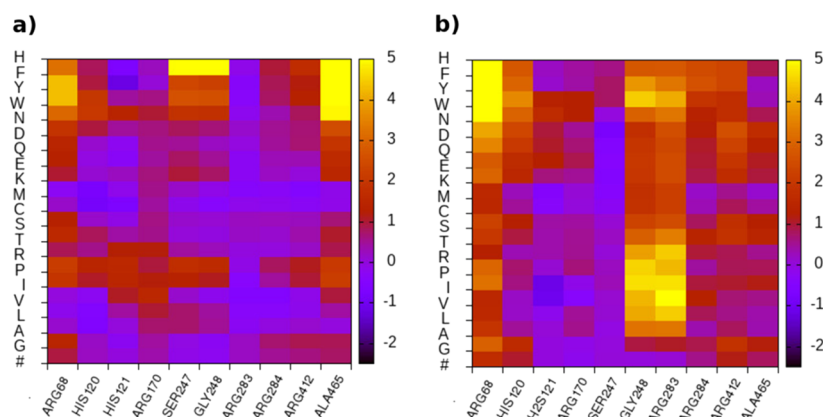 a)
H
F
Y
W
N
D
Q
E
K
M
C
S
T
R
P
I
V
L
A
G
#
5
4
3
2
1
0
-1
-2
ARG68
HIS120
HIS121
ARG170
SER247
GLY248
ARG283
ARG284
ARG412
ALA465
b)
H
F
Y
W
N
D
Q
E
K
M
C
S
T
R
P
I
V
L
A
G
#
5
4
3
2
1
0
-1
-2
ARG68
HIS120
H2S121
ARG170
SER247
GLY248
ARG283
ARG284
ARG412
ALA465